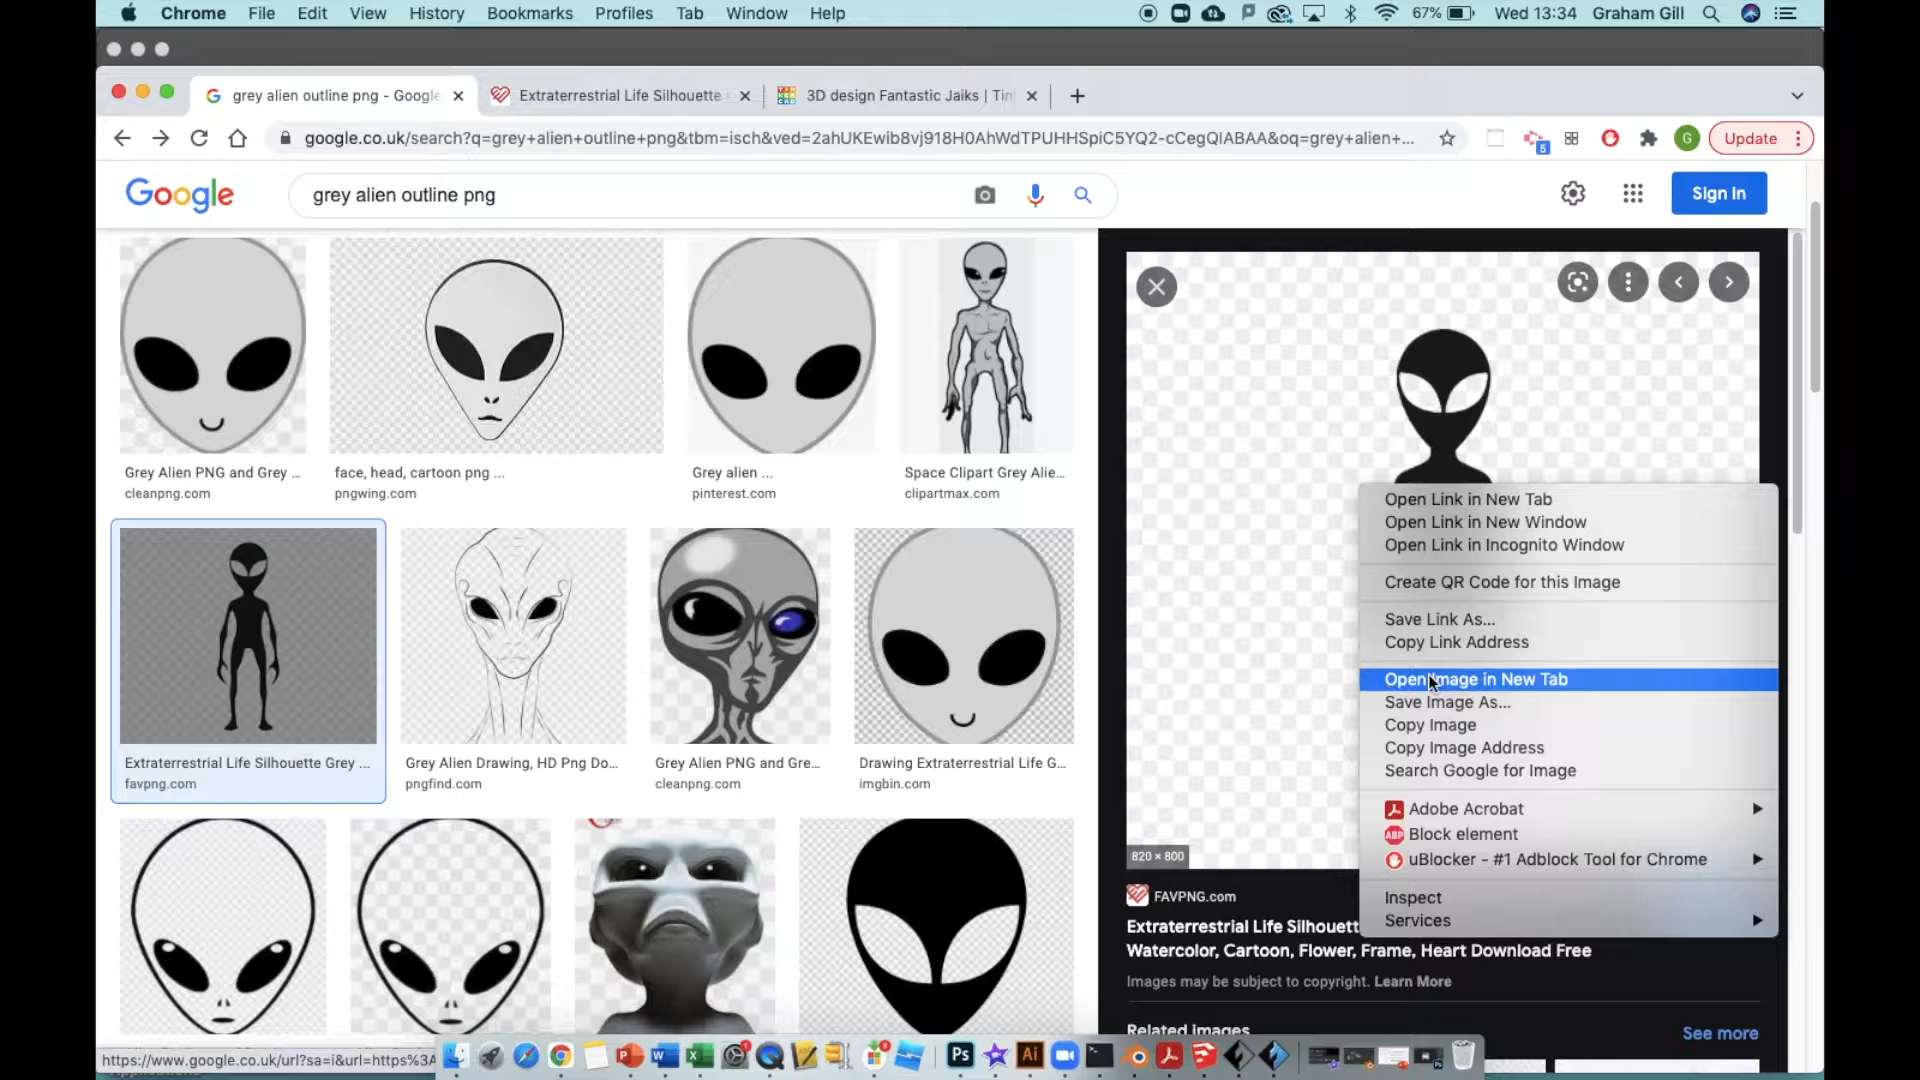 Chrome File Edit View History Bookmarks Profiles Tab Window Help 67% Wed 13:34 Graham Gill
grey alien outline png - Google Extraterrestrial Life Silhouette 3D design Fantastic Jaiks | Tin
google.co.uk/search?q=grey+alien+outline+png&tbm=isch&ved=2ahUKEwib8vj918H0AhWdTPUHHSpiC5YQ2-cCegQIABAA&oq=grey+alien+... 5 G Update
Google grey alien outline png Sign In
Grey Alien PNG and Grey ... face, head, cartoon png ... Grey alien ... Space Clipart Grey Alie...
cleanpng.com pngwing.com pinterest.com clipartmax.com
Open Link in New Tab
Open Link in New Window
Open Link in Incognito Window
Create QR Code for this Image
Save Link As...
Copy Link Address
Open Image in New Tab
Save Image As...
Copy Image
Copy Image Address
Search Google for Image
Adobe Acrobat
ABP Block element
uBlocker - #1 Adblock Tool for Chrome
Inspect
Services
Extraterrestrial Life Silhouette Grey ... Grey Alien Drawing, HD Png Do... Grey Alien PNG and Gre... Drawing Extraterrestrial Life G...
favpng.com pngfind.com cleanpng.com imgbin.com
820 × 800
FAVPNG.com
Extraterrestrial Life Silhouett
Watercolor, Cartoon, Flower, Frame, Heart Download Free
Images may be subject to copyright. Learn More
Related images See more
https://www.google.co.uk/url?sa=i&url=https%3A
Ps Ai